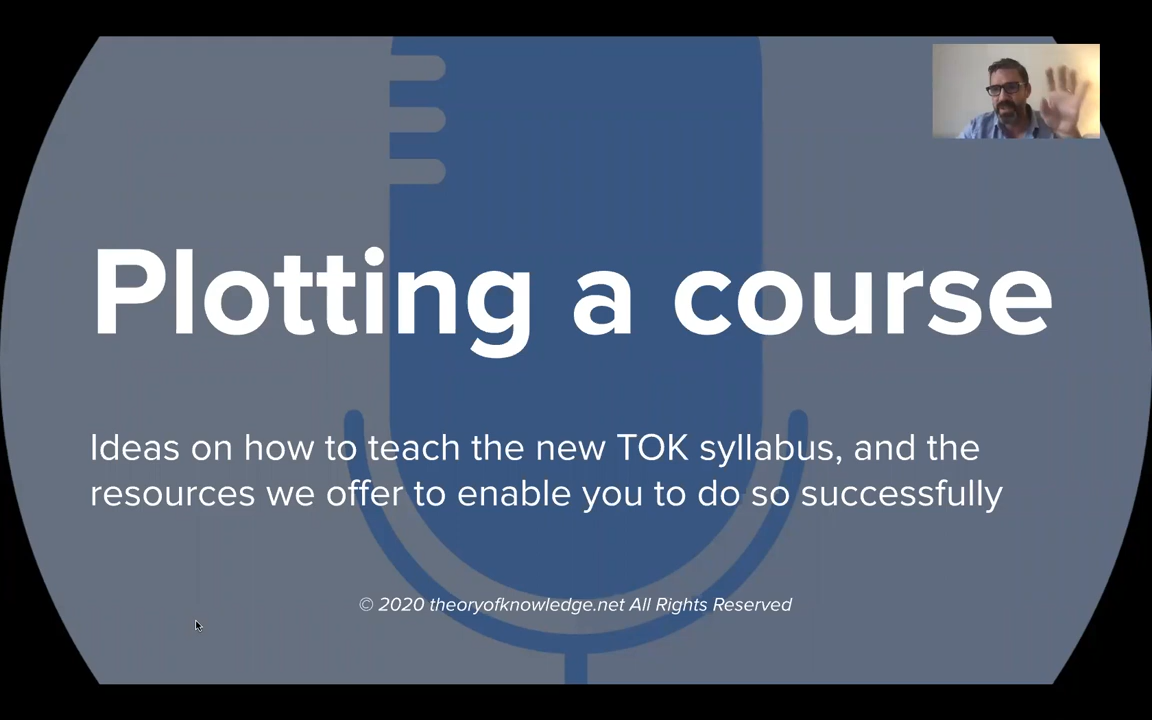 Plotting a course
Ideas on how to teach the new TOK syllabus, and the
resources we offer to enable you to do so successfully
© 2020 theoryofknowledge.net All Rights Reserved